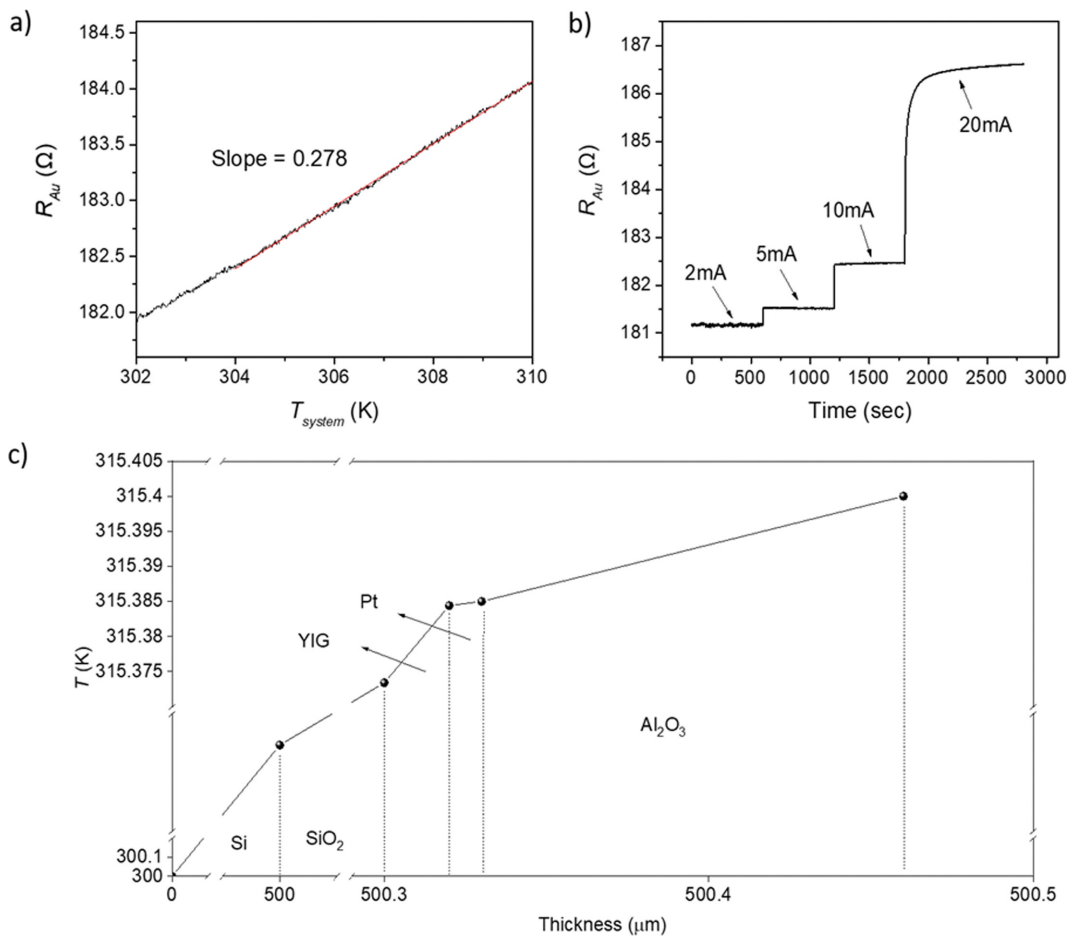 a)
184.5
184.0
183.5
183.0
182.5
182.0
R_Au (Ω)
Slope = 0.278
302
304
306
308
310
T_system (K)
b)
187
186
185
184
183
182
181
R_Au (Ω)
2mA
5mA
10mA
20mA
0
500
1000
1500
2000
2500
3000
Time (sec)
c)
315.405
315.4
315.395
315.39
315.385
315.38
315.375
300.1
300
T (K)
Pt
YIG
Al₂O₃
Si
SiO₂
0
500
500.3
500.4
500.5
Thickness (μm)